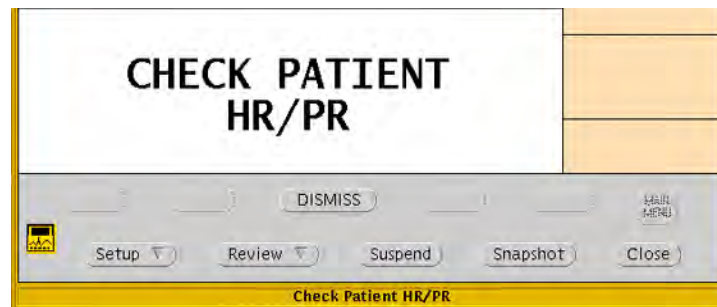 CHECK PATIENT
HR/PR
DISMISS
MAIN
MENU
Setup
Review
Suspend
Snapshot
Close
Check Patient HR/PR